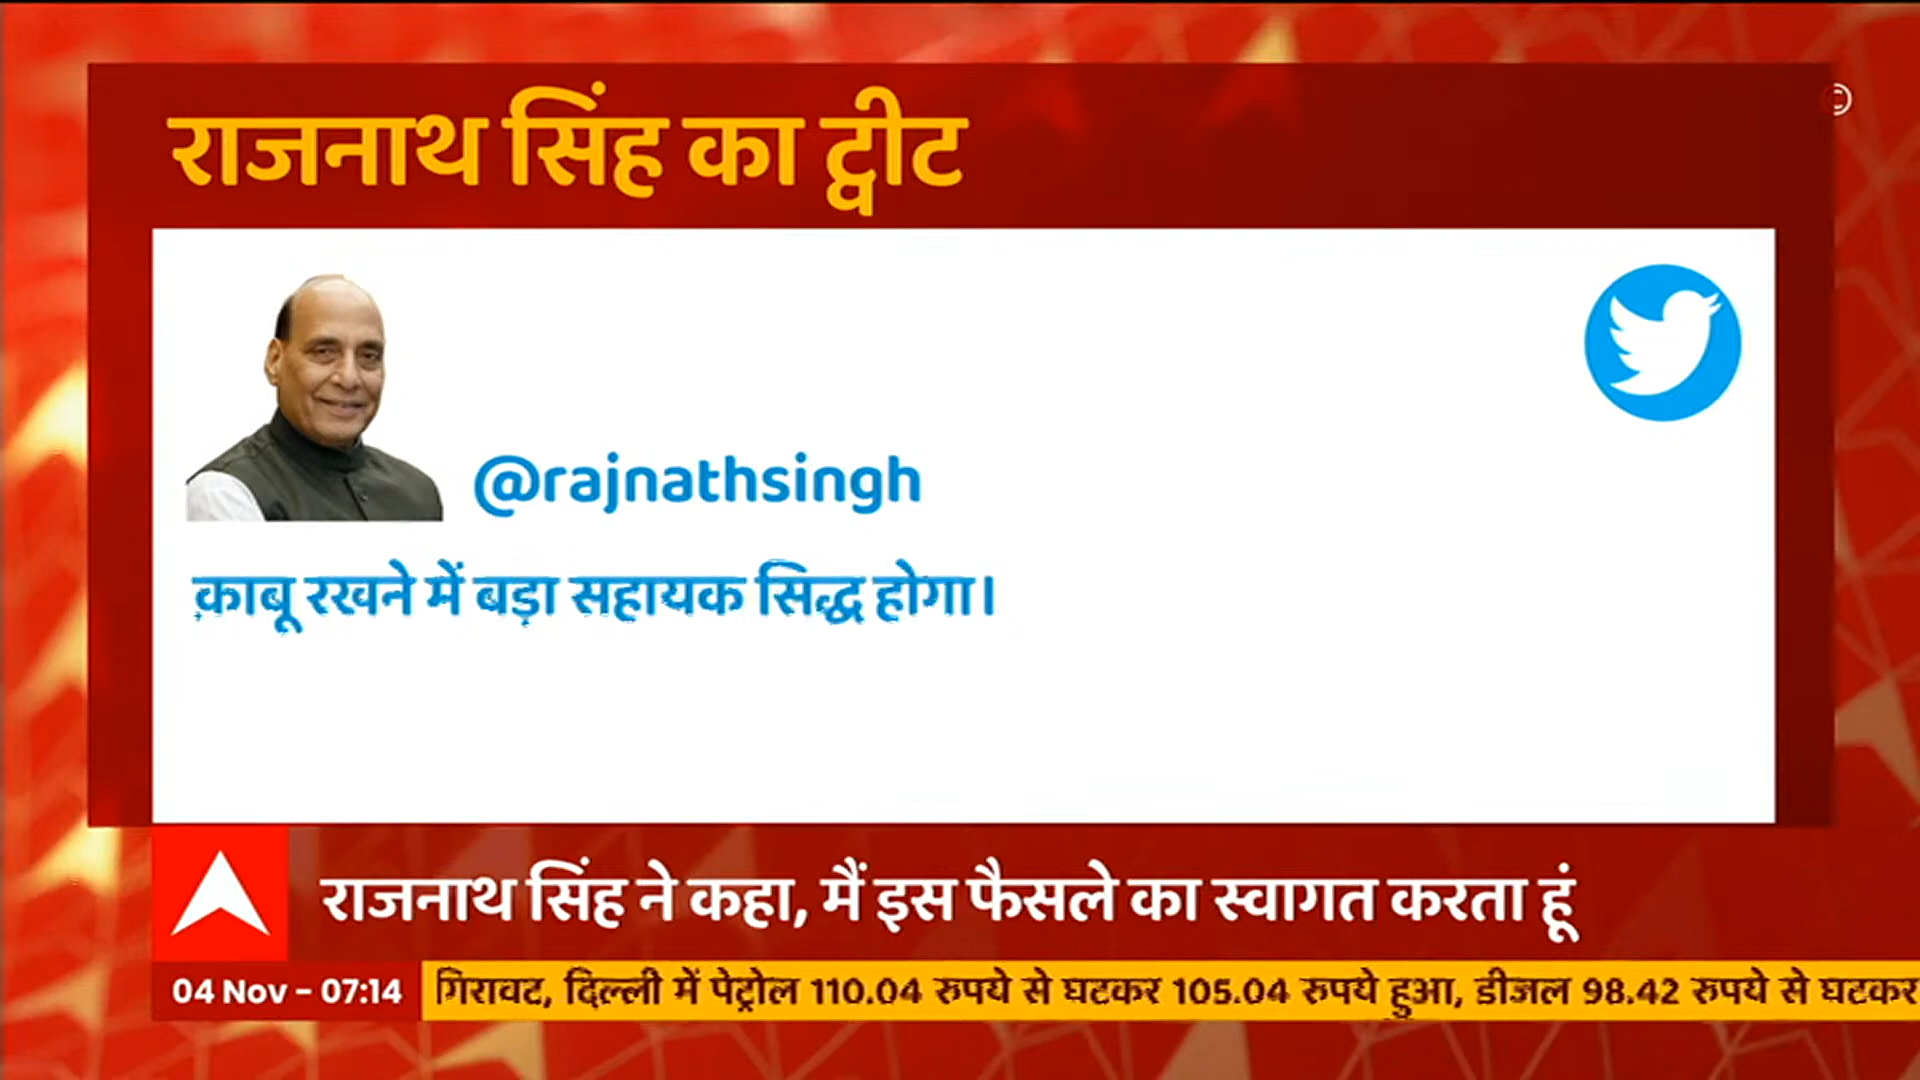 राजनाथ सिंह का ट्वीट
@rajnathsingh
काबू रखने में बड़ा सहायक सिद्ध होगा।
राजनाथ सिंह ने कहा, मैं इस फैसले का स्वागत करता हूं
04 Nov - 07:14
गिरावट, दिल्ली में पेट्रोल 110.04 रुपये से घटकर 105.04 रुपये हुआ, डीजल 98.42 रुपये से घटकर